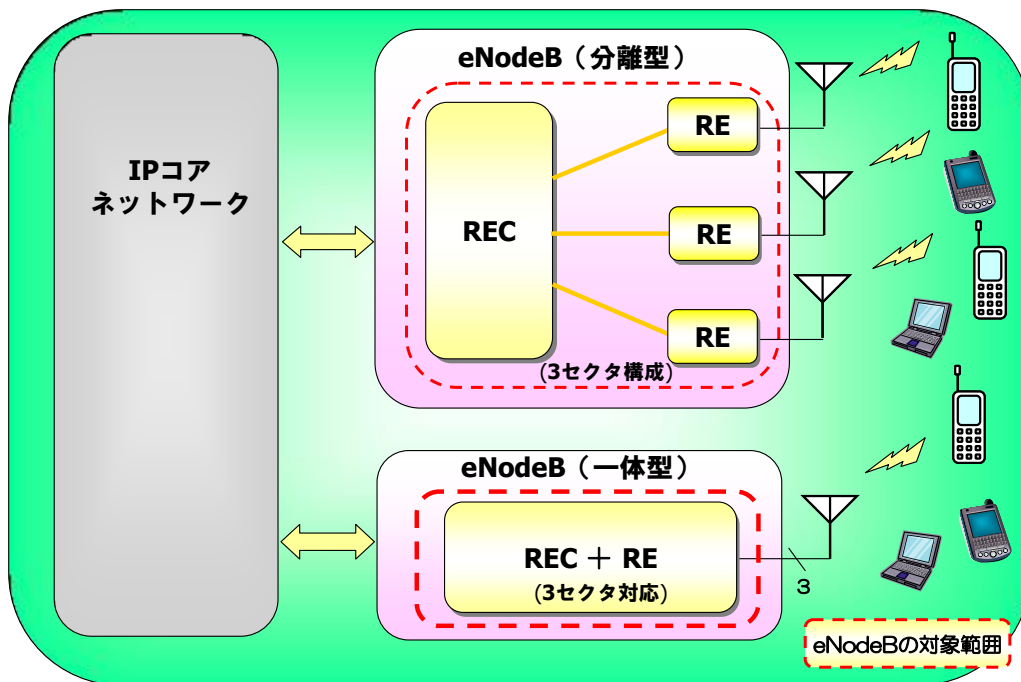 IPコア
ネットワーク
eNodeB（分離型）
REC
RE
RE
RE
(3セクタ構成)
eNodeB（一体型）
REC ＋ RE
(3セクタ対応)
3
eNodeBの対象範囲